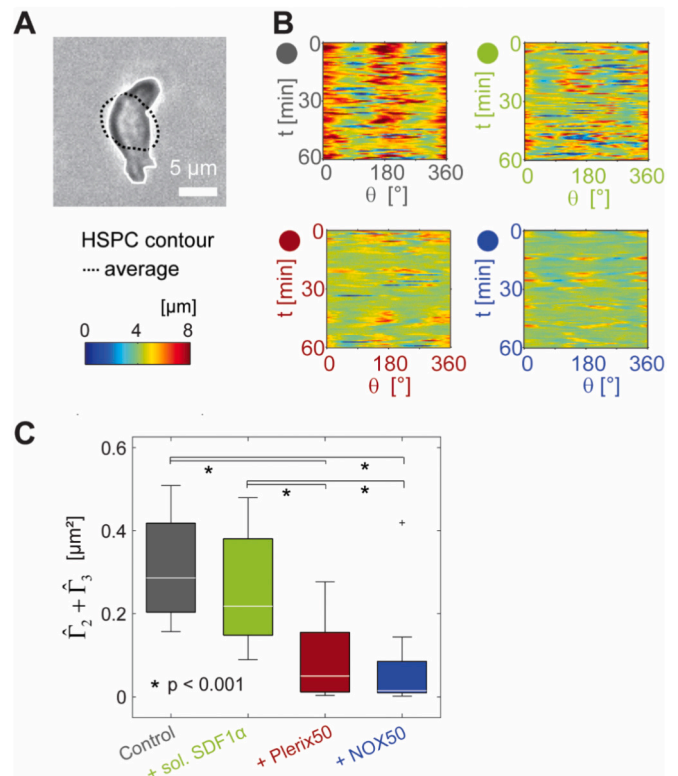 A
5 µm
HSPC contour
average
[µm]
0 4 8
B
0
30
60
t [min]
0 180 360
θ [°]
0
30
60
t [min]
0 180 360
θ [°]
0
30
60
t [min]
0 180 360
θ [°]
0
30
60
t [min]
0 180 360
θ [°]
C
0.6
0.4
0.2
0
Γ̂₂ + Γ̂₃ [µm²]
* *
* *
* p < 0.001
Control
+ sol. SDF1α
+ Plerix50
+ NOX50